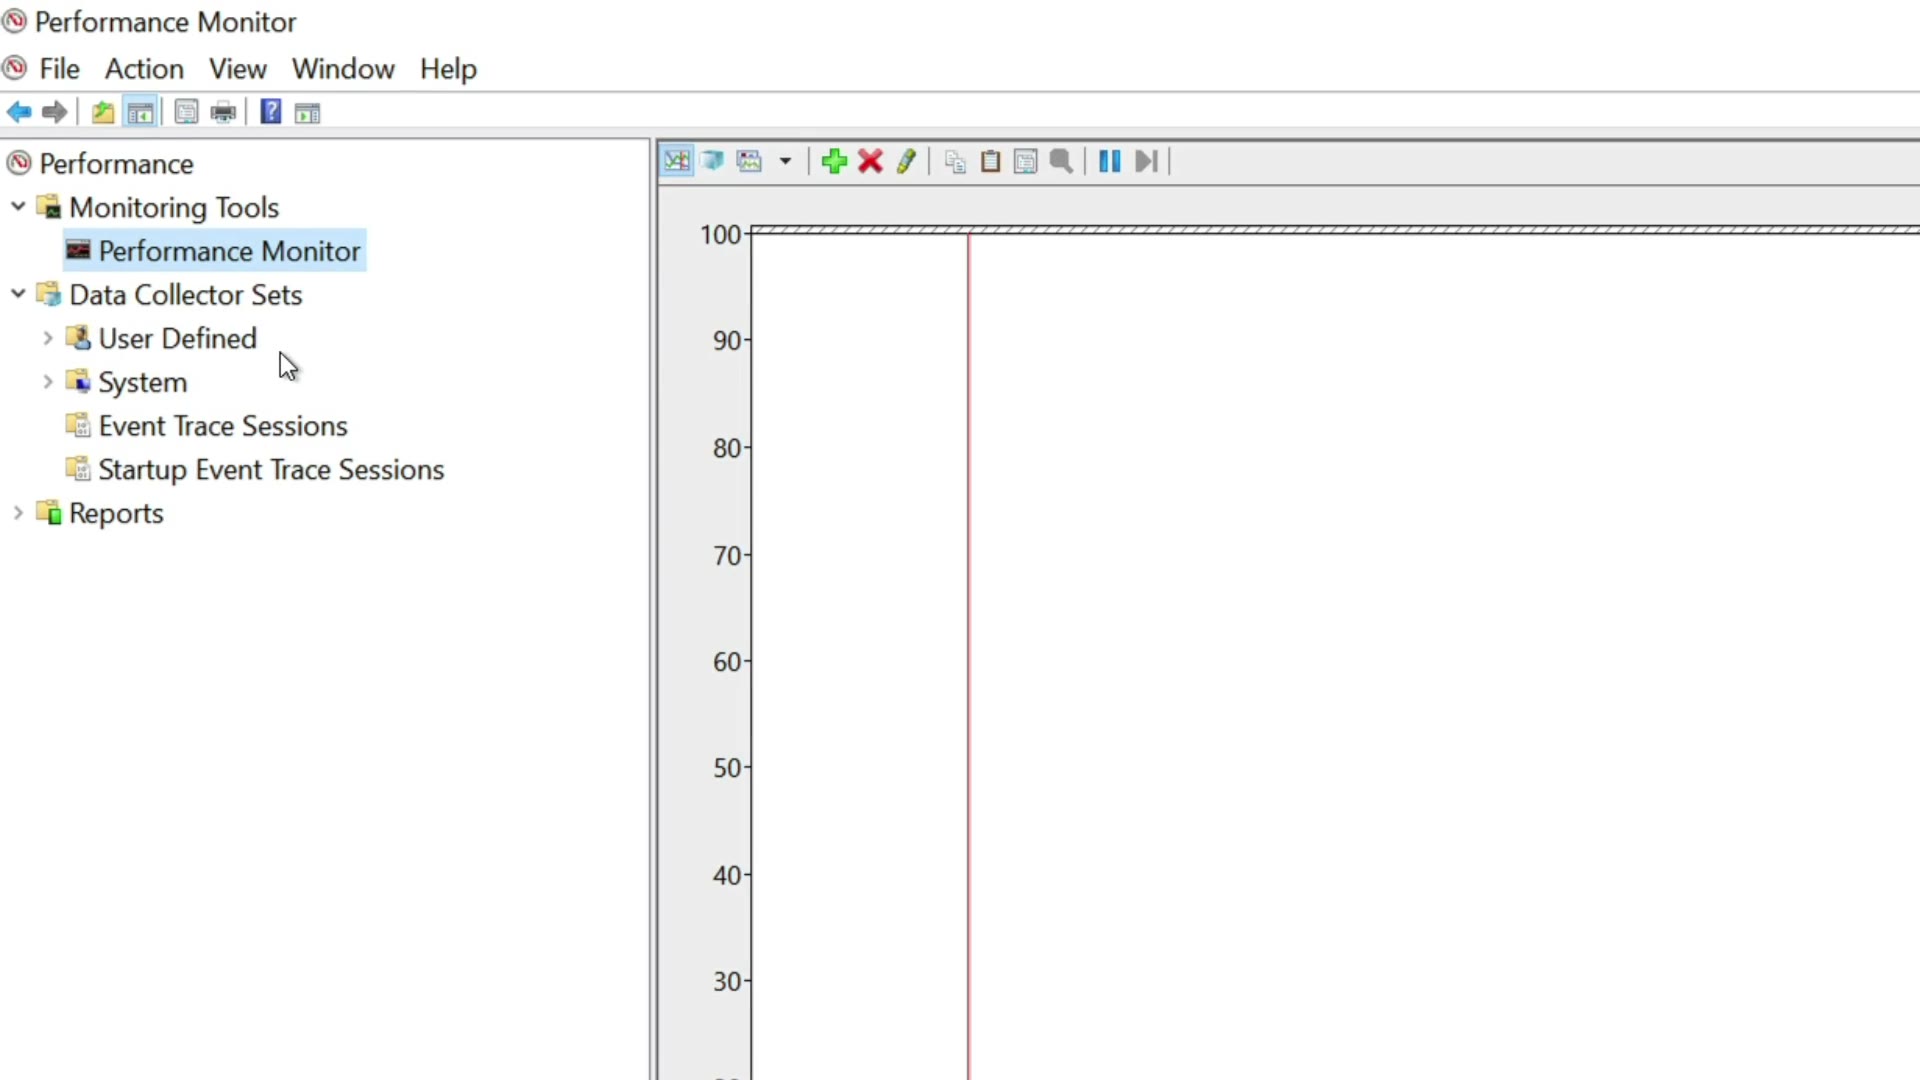 Performance Monitor
File Action View Window Help
Performance
Monitoring Tools
Performance Monitor
Data Collector Sets
User Defined
System
Event Trace Sessions
Startup Event Trace Sessions
Reports
100
90
80
70
60
50
40
30